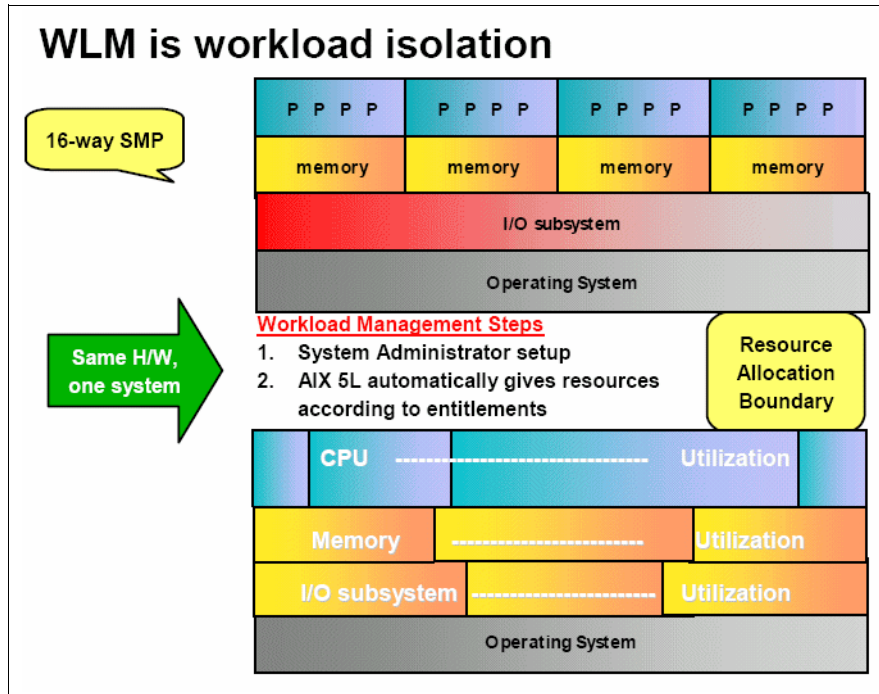 WLM is workload isolation
16-way SMP
P P P P P P P P P P P P P P P P
memory memory memory memory
I/O subsystem
Operating System
Same H/W,
one system
Workload Management Steps
1. System Administrator setup
2. AIX 5L automatically gives resources
according to entitlements
Resource
Allocation
Boundary
CPU ------------------------------- Utilization
Memory ------------------------ Utilization
I/O subsystem ----------------------- Utilization
Operating System